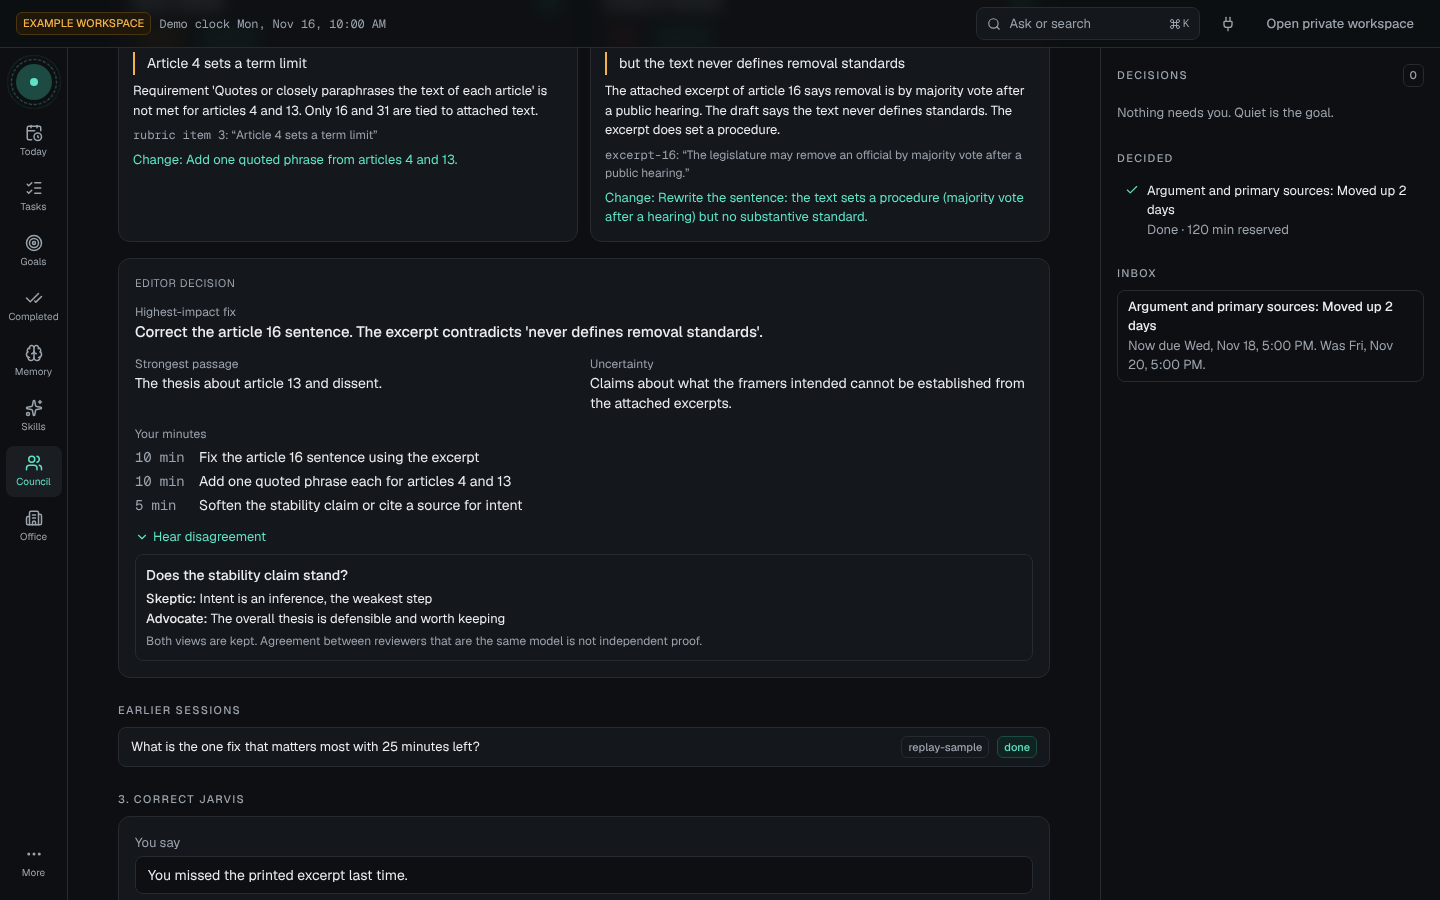 EXAMPLE WORKSPACE
Demo clock Mon, Nov 16, 10:00 AM
Ask or search
⌘K
Open private workspace
Today
Tasks
Goals
Completed
Memory
Skills
Council
Office
More
Article 4 sets a term limit
Requirement 'Quotes or closely paraphrases the text of each article' is
not met for articles 4 and 13. Only 16 and 31 are tied to attached text.
rubric item 3: “Article 4 sets a term limit”
Change: Add one quoted phrase from articles 4 and 13.
but the text never defines removal standards
The attached excerpt of article 16 says removal is by majority vote after
a public hearing. The draft says the text never defines standards. The
excerpt does set a procedure.
excerpt-16: “The legislature may remove an official by majority vote after a
public hearing.”
Change: Rewrite the sentence: the text sets a procedure (majority vote
after a hearing) but no substantive standard.
EDITOR DECISION
Highest-impact fix
Correct the article 16 sentence. The excerpt contradicts 'never defines removal standards'.
Strongest passage
The thesis about article 13 and dissent.
Uncertainty
Claims about what the framers intended cannot be established from
the attached excerpts.
Your minutes
10 min Fix the article 16 sentence using the excerpt
10 min Add one quoted phrase each for articles 4 and 13
5 min Soften the stability claim or cite a source for intent
Hear disagreement
Does the stability claim stand?
Skeptic: Intent is an inference, the weakest step
Advocate: The overall thesis is defensible and worth keeping
Both views are kept. Agreement between reviewers that are the same model is not independent proof.
EARLIER SESSIONS
What is the one fix that matters most with 25 minutes left?
replay-sample
done
3. CORRECT JARVIS
You say
You missed the printed excerpt last time.
DECISIONS
0
Nothing needs you. Quiet is the goal.
DECIDED
Argument and primary sources: Moved up 2
days
Done · 120 min reserved
INBOX
Argument and primary sources: Moved up 2
days
Now due Wed, Nov 18, 5:00 PM. Was Fri, Nov
20, 5:00 PM.